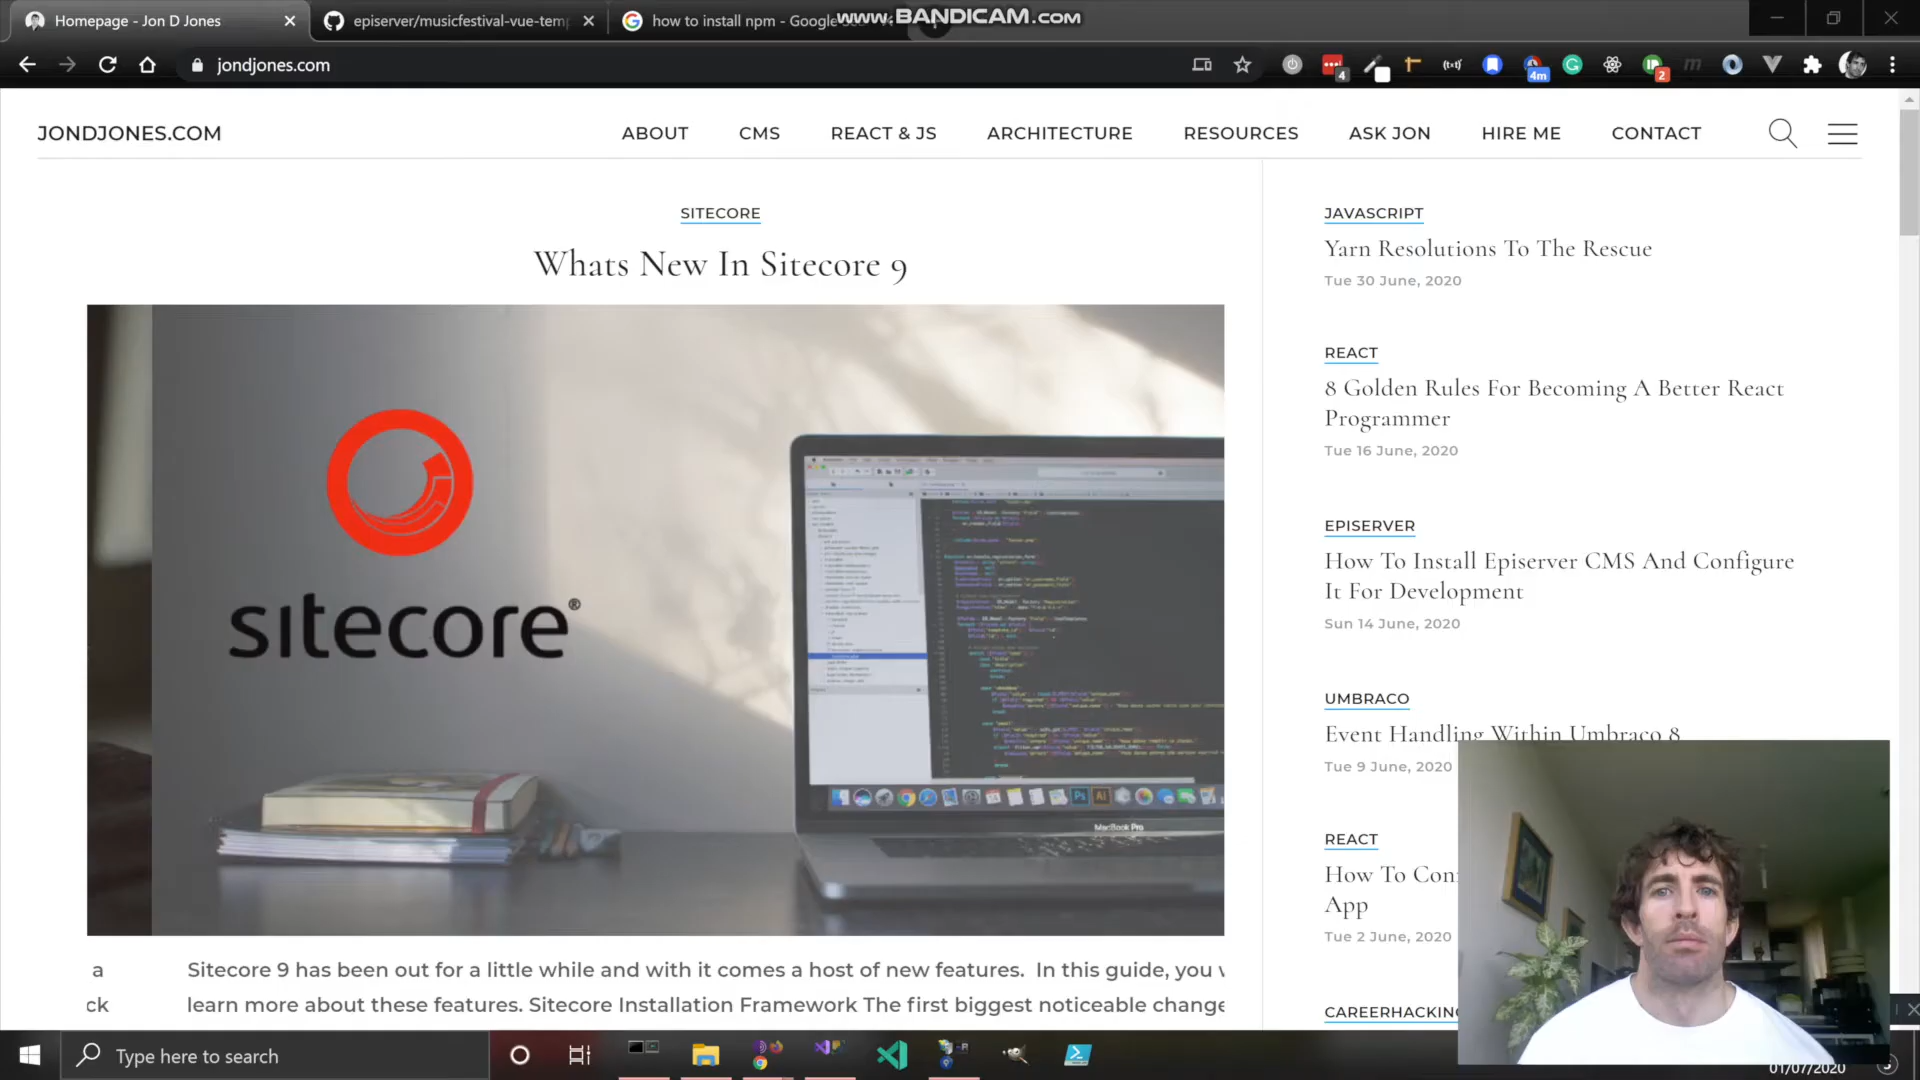 Homepage - Jon D Jones
episerver/musicfestival-vue-temp
how to install npm - Google
www.BANDICAM.com
jondjones.com
4
4m
2
JONDJONES.COM
ABOUT
CMS
REACT & JS
ARCHITECTURE
RESOURCES
ASK JON
HIRE ME
CONTACT
SITECORE
Whats New In Sitecore 9
sitecore®
MacBook Pro
a
ck
Sitecore 9 has been out for a little while and with it comes a host of new features. In this guide, you w
learn more about these features. Sitecore Installation Framework The first biggest noticeable change
JAVASCRIPT
Yarn Resolutions To The Rescue
Tue 30 June, 2020
REACT
8 Golden Rules For Becoming A Better React
Programmer
Tue 16 June, 2020
EPISERVER
How To Install Episerver CMS And Configure
It For Development
Sun 14 June, 2020
UMBRACO
Event Handling Within Umbraco 8
Tue 9 June, 2020
REACT
How To Con
App
Tue 2 June, 2020
CAREERHACKING
Type here to search
01/07/2020